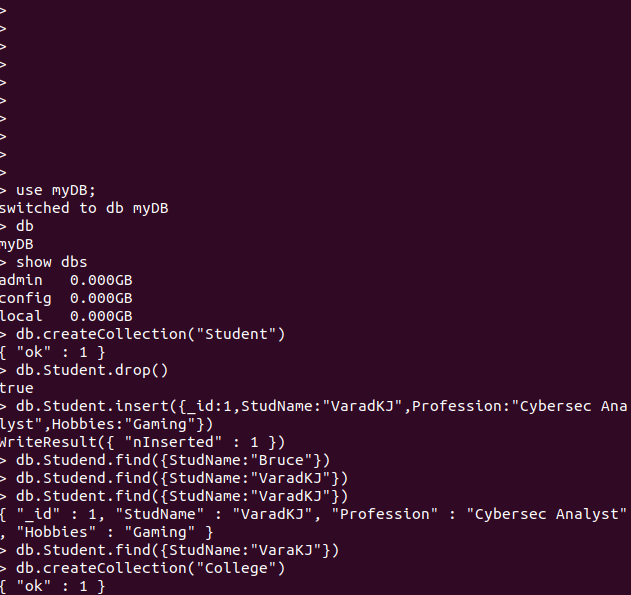 >
>
>
>
>
>
>
>
>
>
> use myDB;
switched to db myDB
> db
myDB
> show dbs
admin   0.000GB
config  0.000GB
local   0.000GB
> db.createCollection("Student")
{ "ok" : 1 }
> db.Student.drop()
true
> db.Student.insert({_id:1,StudName:"VaradKJ",Profession:"Cybersec Ana
lyst",Hobbies:"Gaming"})
WriteResult({ "nInserted" : 1 })
> db.Studend.find({StudName:"Bruce"})
> db.Studend.find({StudName:"VaradKJ"})
> db.Student.find({StudName:"VaradKJ"})
{ "_id" : 1, "StudName" : "VaradKJ", "Profession" : "Cybersec Analyst"
, "Hobbies" : "Gaming" }
> db.Student.find({StudName:"VaraKJ"})
> db.createCollection("College")
{ "ok" : 1 }